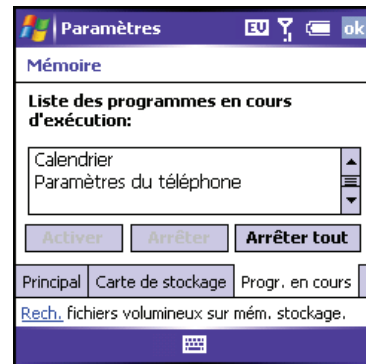 Paramètres EV ok
Mémoire
Liste des programmes en cours
d'exécution:
Calendrier
Paramètres du téléphone
Activer Arrêter Arrêter tout
Principal Carte de stockage Progr. en cours
Rech. fichiers volumineux sur mém. stockage.